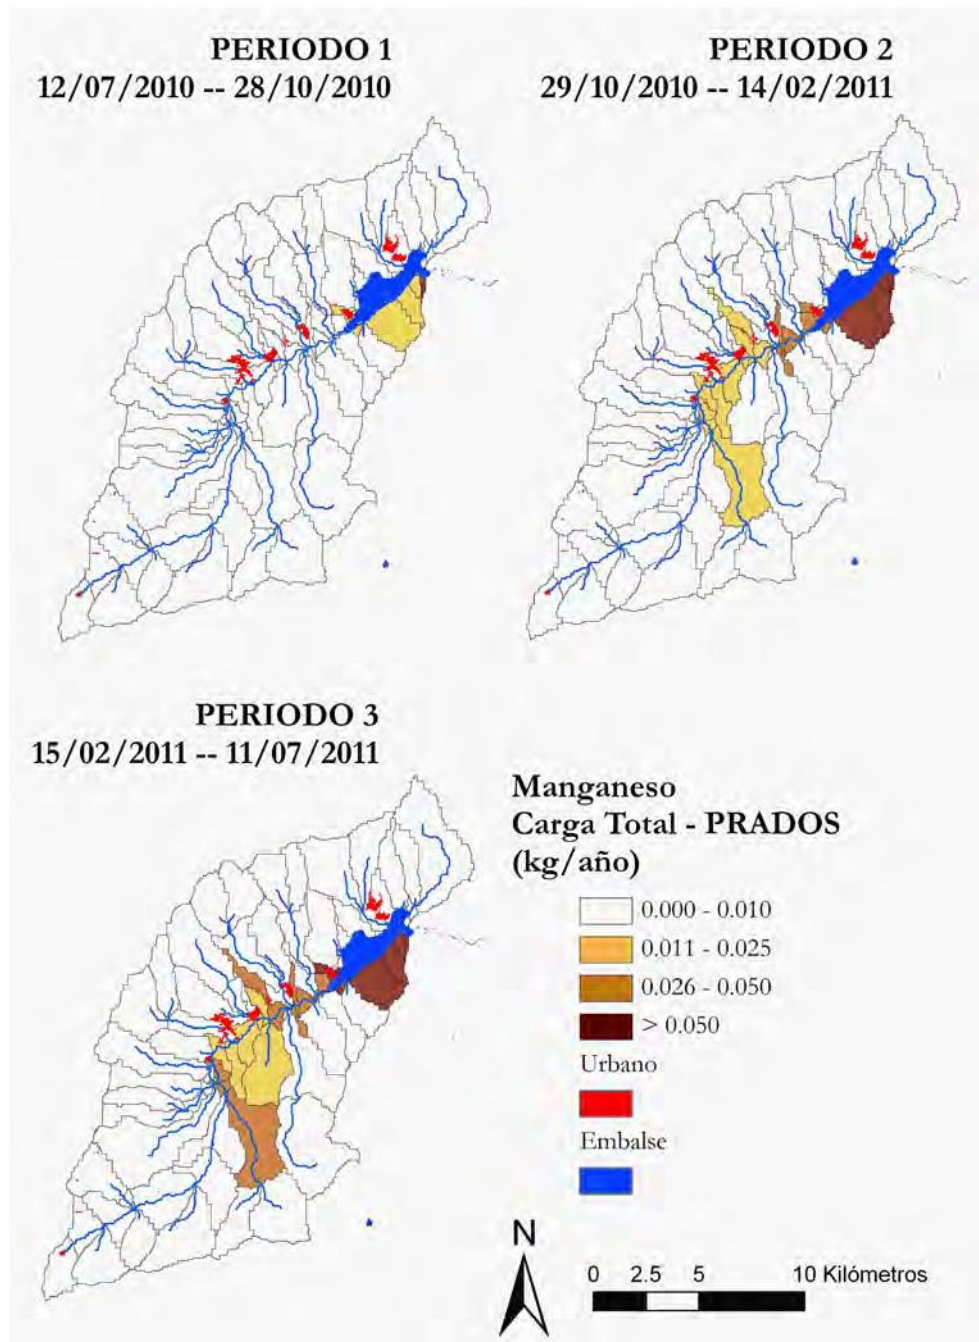 PERIODO 1
12/07/2010 -- 28/10/2010
PERIODO 2
29/10/2010 -- 14/02/2011
PERIODO 3
15/02/2011 -- 11/07/2011
Manganeso
Carga Total - PRADOS
(kg/año)
0.000 - 0.010
0.011 - 0.025
0.026 - 0.050
> 0.050
Urbano
Embalse
N
0 2.5 5 10 Kilómetros